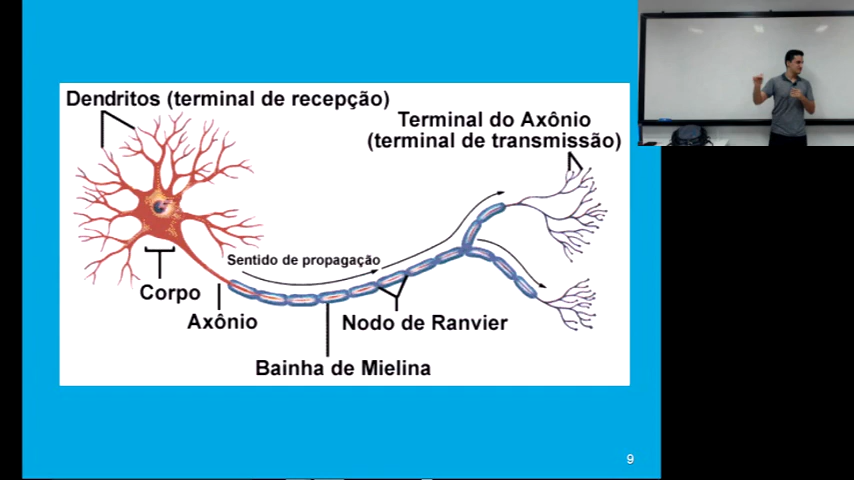 Dendritos (terminal de recepção)
Terminal do Axônio
(terminal de transmissão)
Sentido de propagação
Corpo
Axônio
Nodo de Ranvier
Bainha de Mielina
9